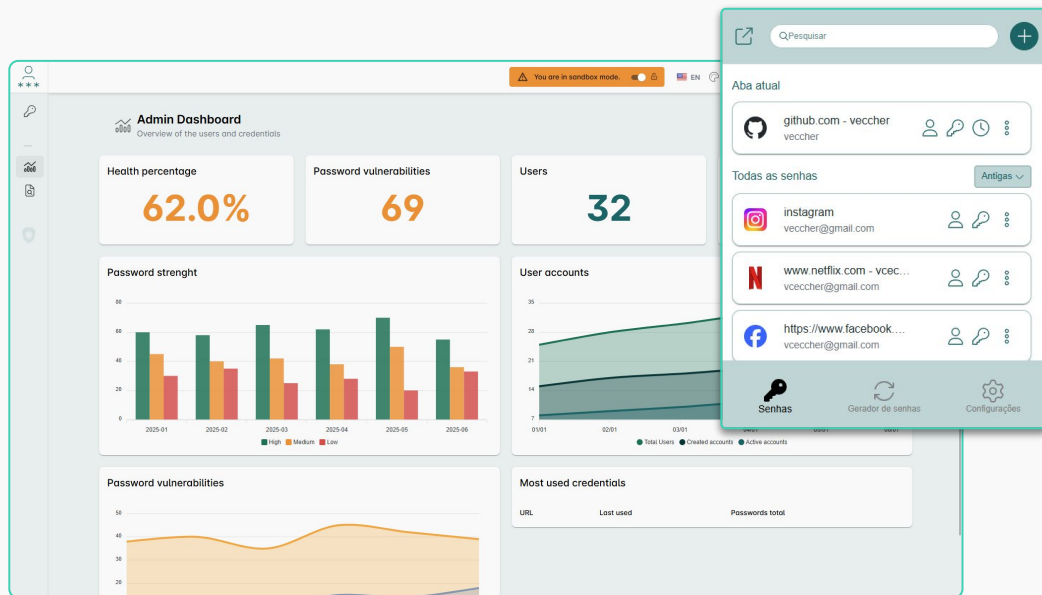 ***
You are in sandbox mode.
EN
Admin Dashboard
Overview of the users and credentials
Health percentage
62.0%
Password vulnerabilities
69
Users
32
Password strenght
80
60
40
20
0
2025-01 2025-02 2025-03 2025-04 2025-05 2025-06
High Medium Low
User accounts
35
28
21
14
7
01/01 02/01 03/01
Total Users Created accounts Active accounts
Password vulnerabilities
50
40
30
20
Most used credentials
URL Last used Passwords total
Pesquisar
Aba atual
github.com - veccher
veccher
Todas as senhas
Antigas
instagram
veccher@gmail.com
www.netflix.com - vcec...
vceccher@gmail.com
https://www.facebook....
vceccher@gmail.com
Senhas Gerador de senhas Configurações